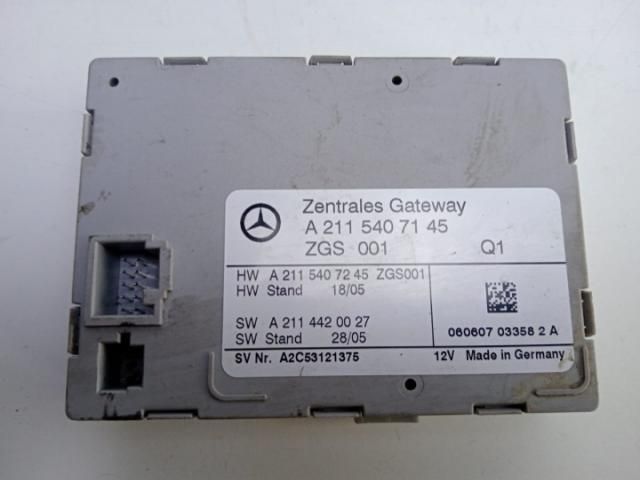 Zentrales Gateway
A 211 540 71 45
ZGS 001 Q1
HW A 211 540 72 45 ZGS001
HW Stand 18/05
SW A 211 442 00 27
SW Stand 28/05
060607 03358 2 A
SV Nr. A2C53121375 12V Made in Germany